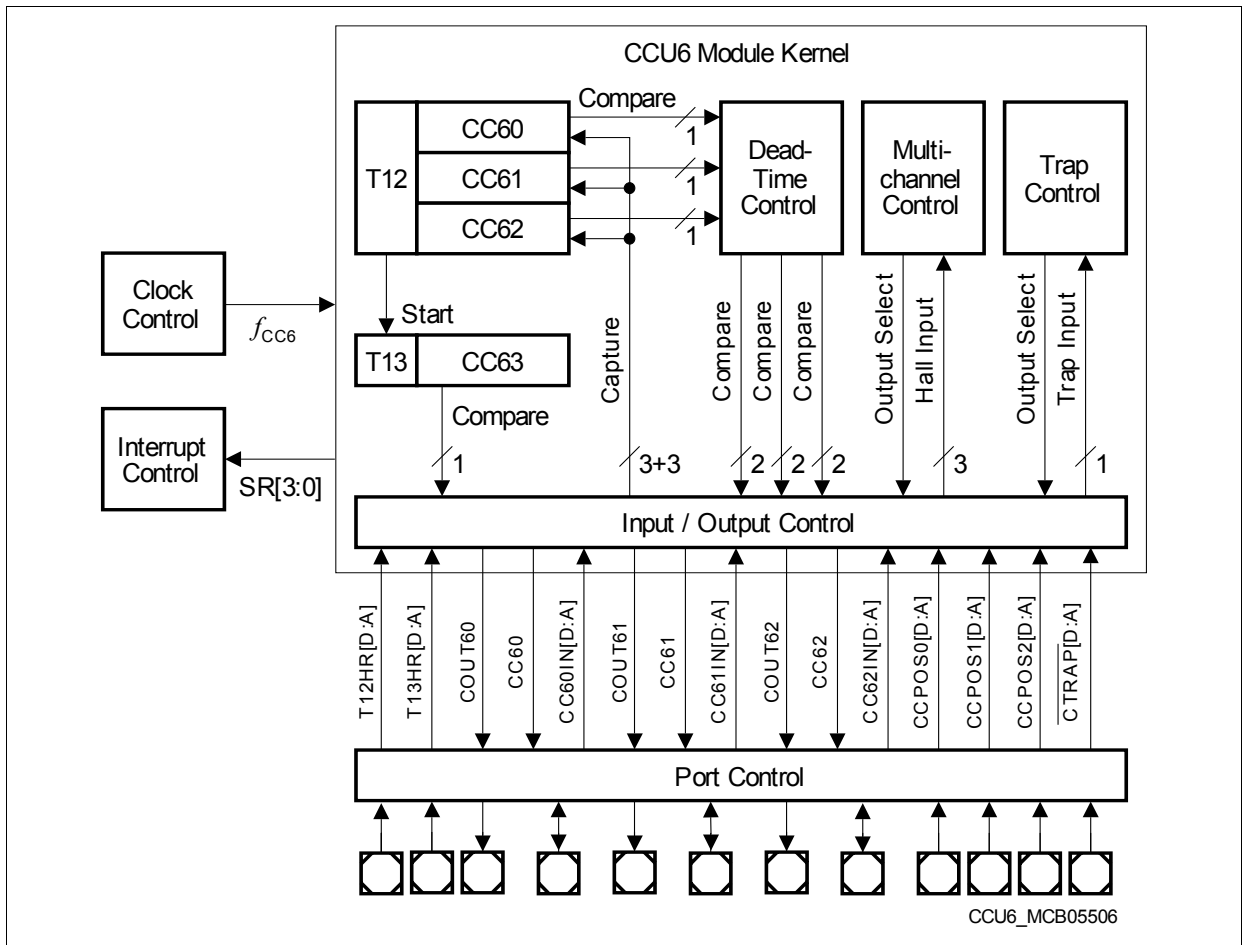 CCU6 Module Kernel
Compare
CC60
1
T12
CC61
1
CC62
1
Dead-
Time
Control
Multi-
channel
Control
Trap
Control
Clock
Control
f CC6
Start
T13
CC63
Compare
Capture
Compare
Compare
Compare
Output Select
Hall Input
Output Select
Trap Input
Interrupt
Control
SR[3:0]
1
3+3
2
2
2
3
1
Input / Output Control
T12HR[D:A]
T13HR[D:A]
COUT60
CC60
CC60IN[D:A]
COUT61
CC61
CC61IN[D:A]
COUT62
CC62
CC62IN[D:A]
CCPOS0[D:A]
CCPOS1[D:A]
CCPOS2[D:A]
CTRAP[D:A]
Port Control
CCU6_MCB05506